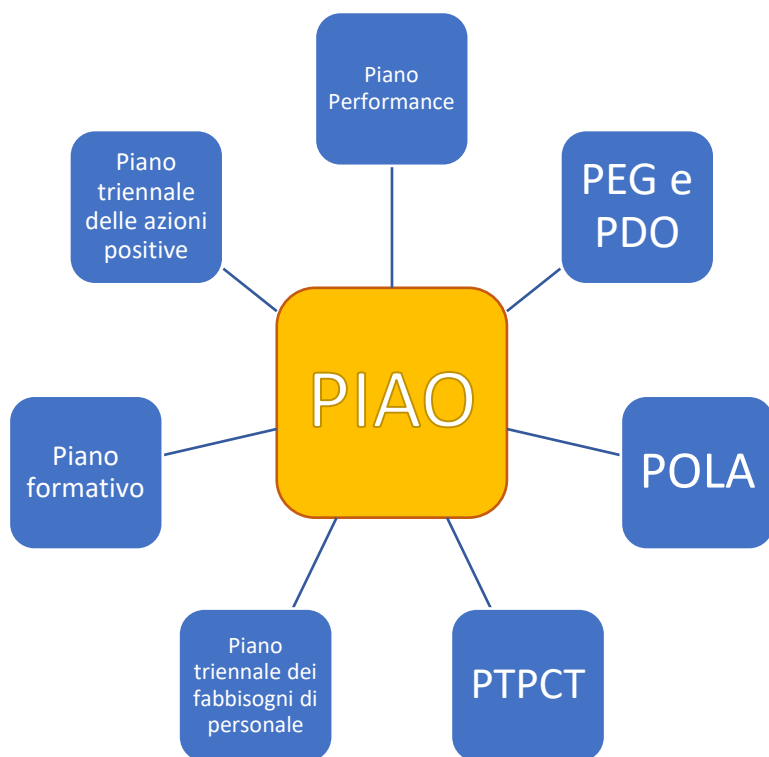 Piano
Performance
PEG e
PDO
POLA
PTPCT
Piano
triennale dei
fabbisogni di
personale
Piano
formativo
Piano
triennale
delle azioni
positive
PIAO